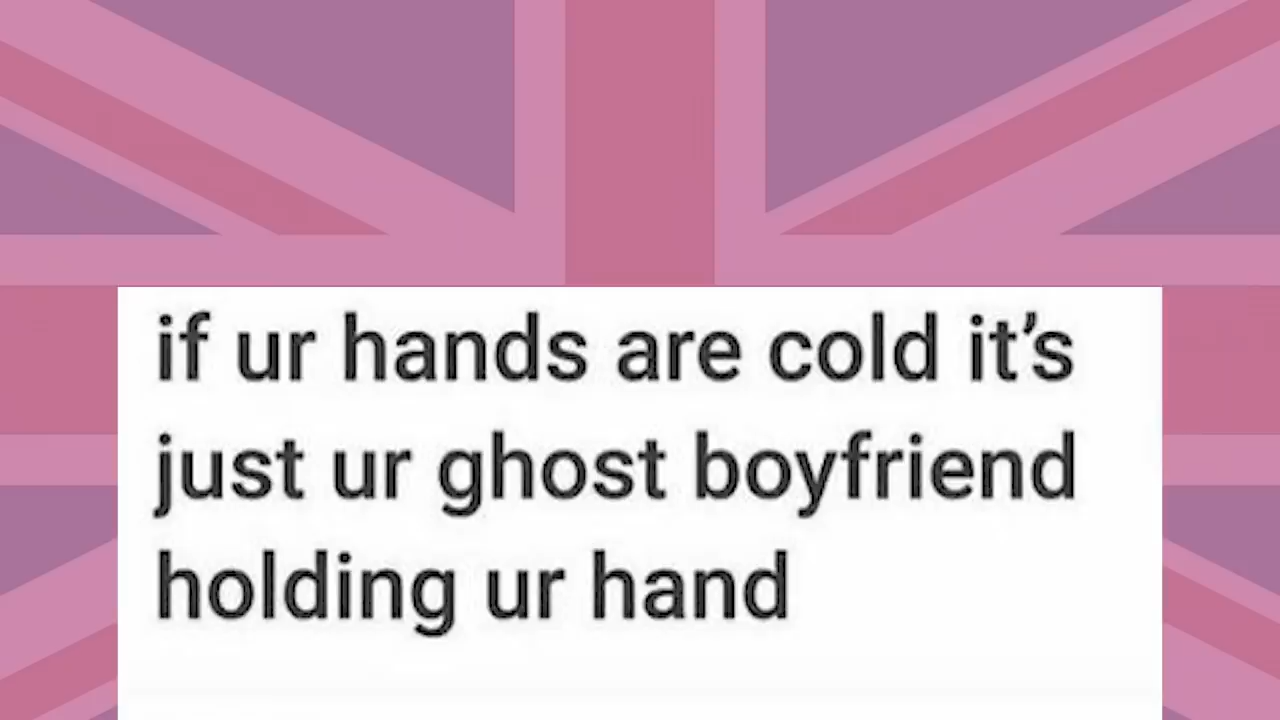 if ur hands are cold it’s
just ur ghost boyfriend
holding ur hand